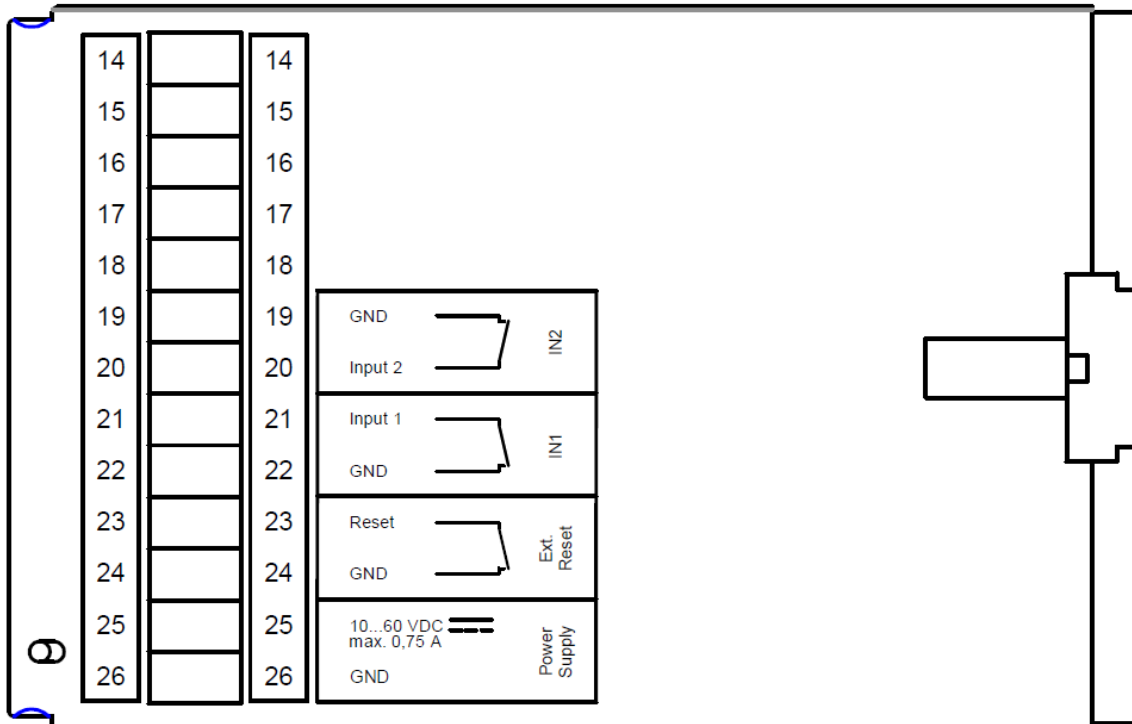 14 14
15 15
16 16
17 17
18 18
19 19 GND
20 20 Input 2
IN2
21 21 Input 1
22 22 GND
IN1
23 23 Reset
24 24 GND
Ext.
Reset
25 25 10...60 VDC
max. 0,75 A
26 26 GND
Power
Supply